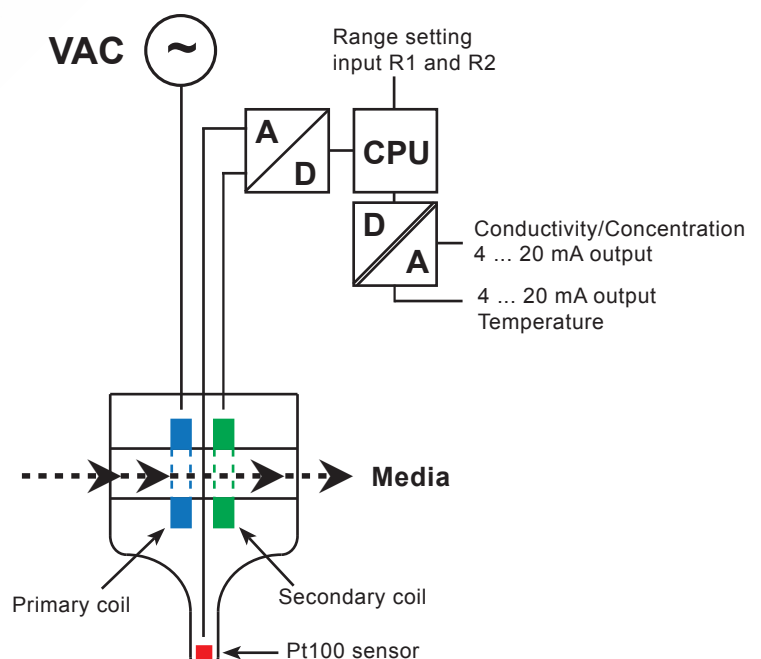 VAC
~
Range setting
input R1 and R2
A
D
CPU
D
A
Conductivity/Concentration
4 ... 20 mA output
4 ... 20 mA output
Temperature
Media
Primary coil
Secondary coil
Pt100 sensor